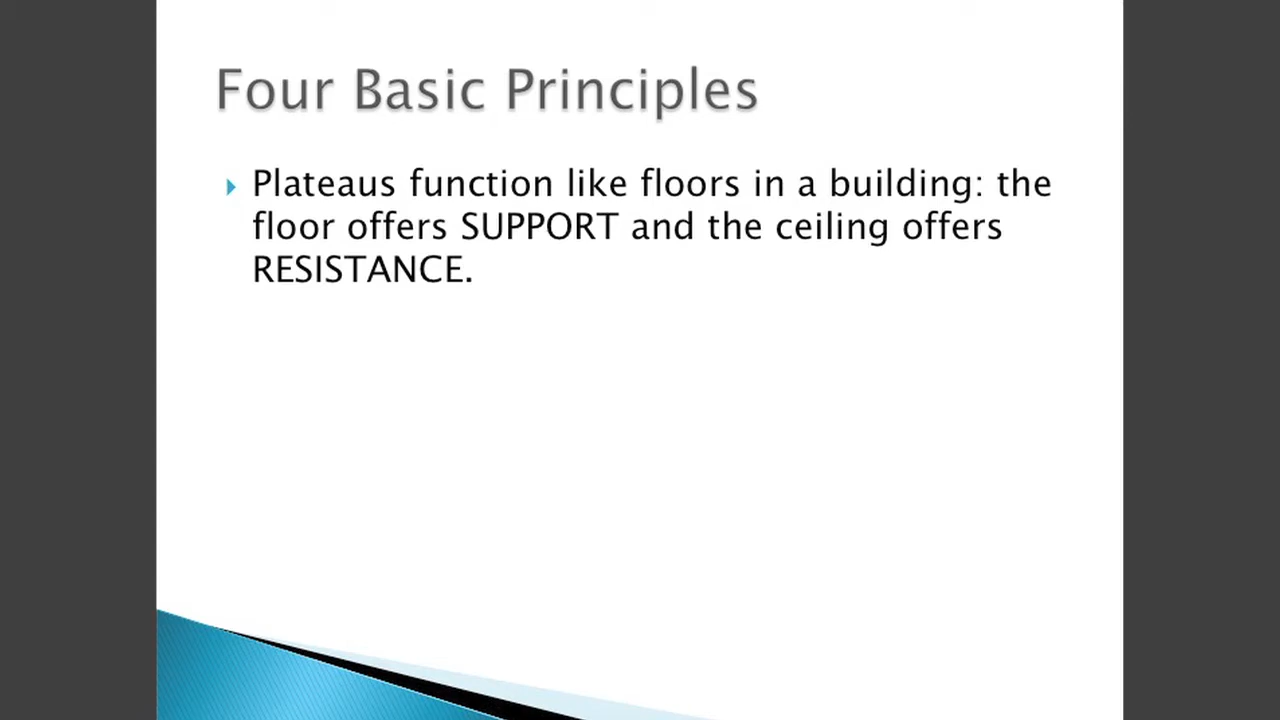 Four Basic Principles
Plateaus function like floors in a building: the
floor offers SUPPORT and the ceiling offers
RESISTANCE.